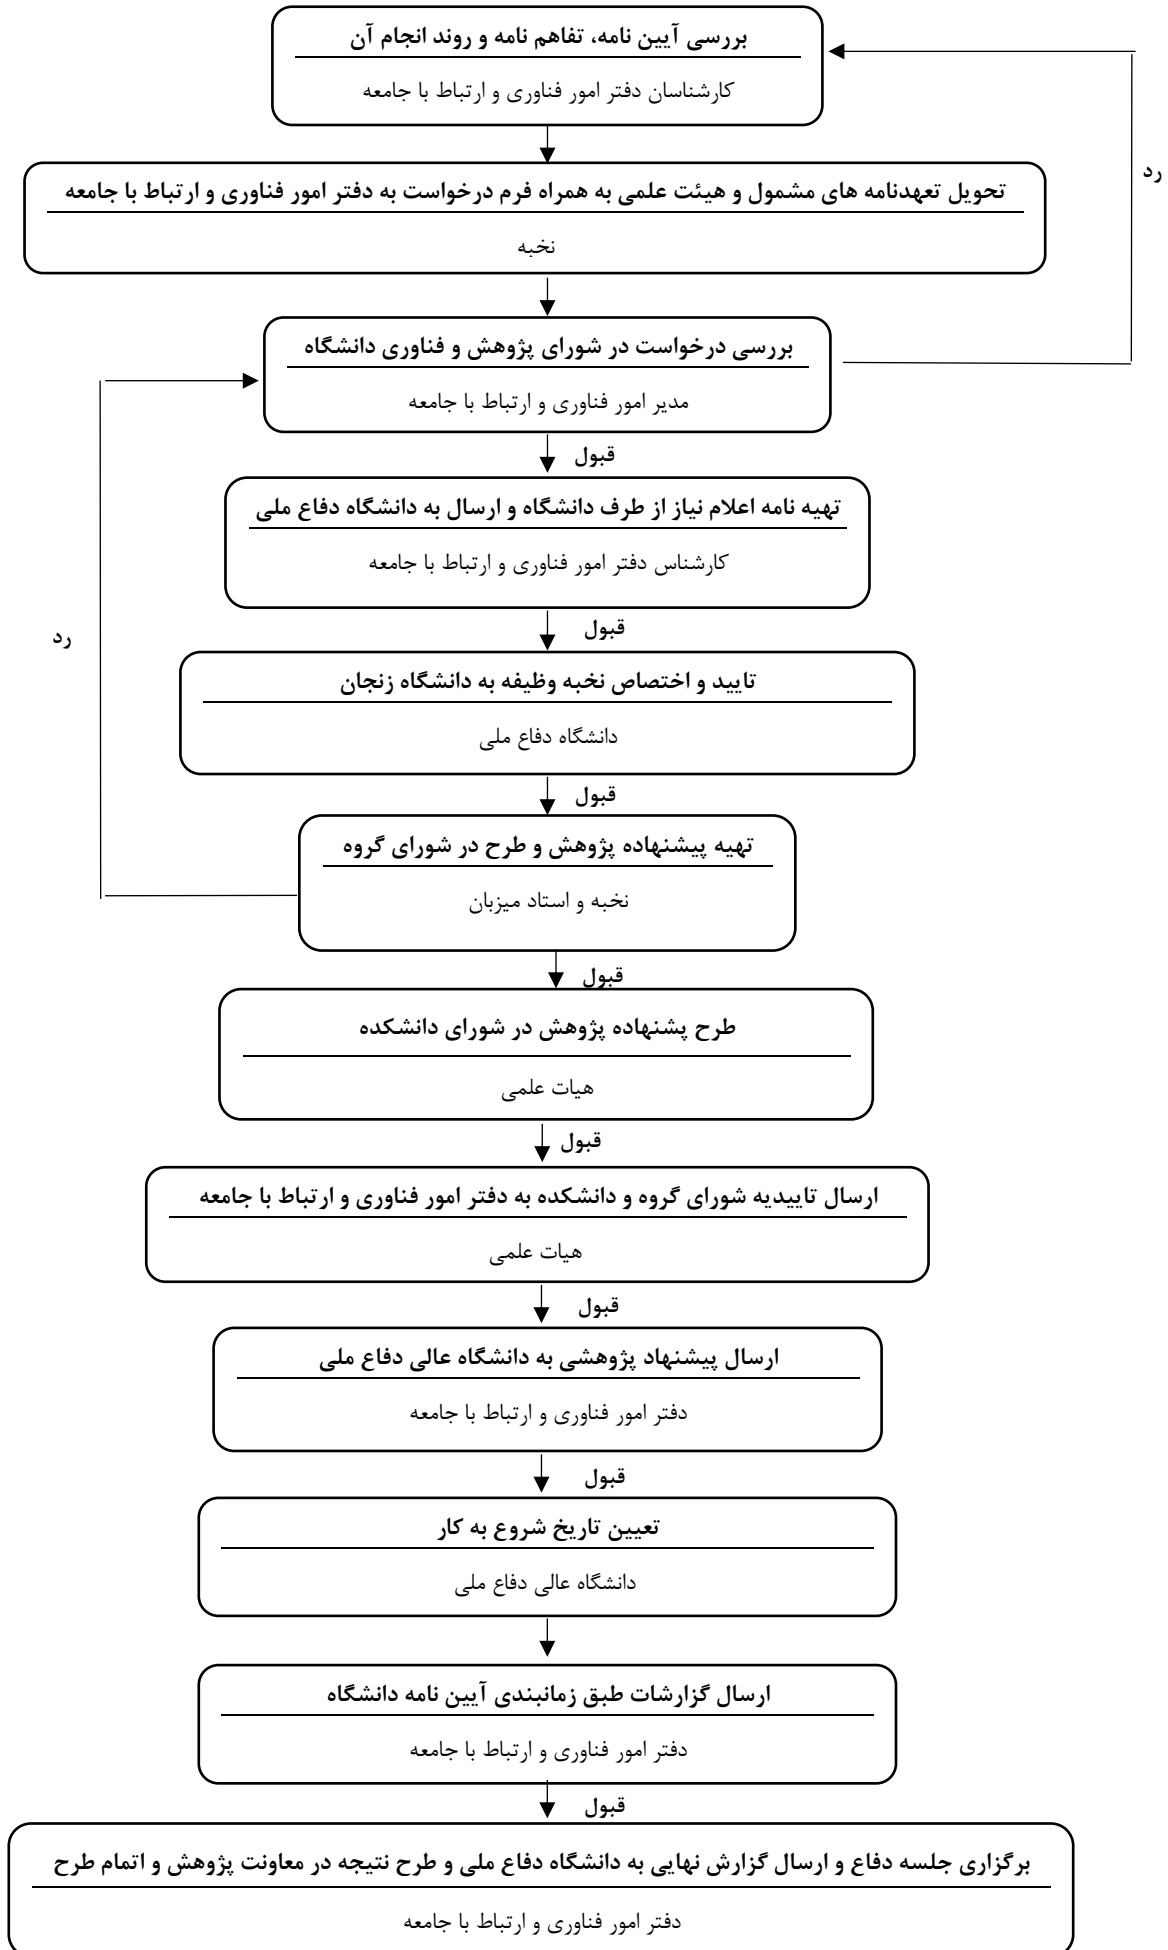 بررسی آیین نامه، تفاهم نامه و روند انجام آن
کارشناسان دفتر امور فناوری و ارتباط با جامعه
رد
تحویل تعهدنامه های مشمول و هیئت علمی به همراه فرم درخواست به دفتر امور فناوری و ارتباط با جامعه
نخبه
بررسی درخواست در شورای پژوهش و فناوری دانشگاه
مدیر امور فناوری و ارتباط با جامعه
قبول
تهیه نامه اعلام نیاز از طرف دانشگاه و ارسال به دانشگاه دفاع ملی
کارشناس دفتر امور فناوری و ارتباط با جامعه
قبول
رد
تایید و اختصاص نخبه وظیفه به دانشگاه زنجان
دانشگاه دفاع ملی
قبول
تهیه پیشنهاده پژوهش و طرح در شورای گروه
نخبه و استاد میزبان
قبول
طرح پشنهاده پژوهش در شورای دانشکده
هیات علمی
قبول
ارسال تاییدیه شورای گروه و دانشکده به دفتر امور فناوری و ارتباط با جامعه
هیات علمی
قبول
ارسال پیشنهاد پژوهشی به دانشگاه عالی دفاع ملی
دفتر امور فناوری و ارتباط با جامعه
قبول
تعیین تاریخ شروع به کار
دانشگاه عالی دفاع ملی
ارسال گزارشات طبق زمانبندی آیین نامه دانشگاه
دفتر امور فناوری و ارتباط با جامعه
قبول
برگزاری جلسه دفاع و ارسال گزارش نهایی به دانشگاه دفاع ملی و طرح نتیجه در معاونت پژوهش و اتمام طرح
دفتر امور فناوری و ارتباط با جامعه